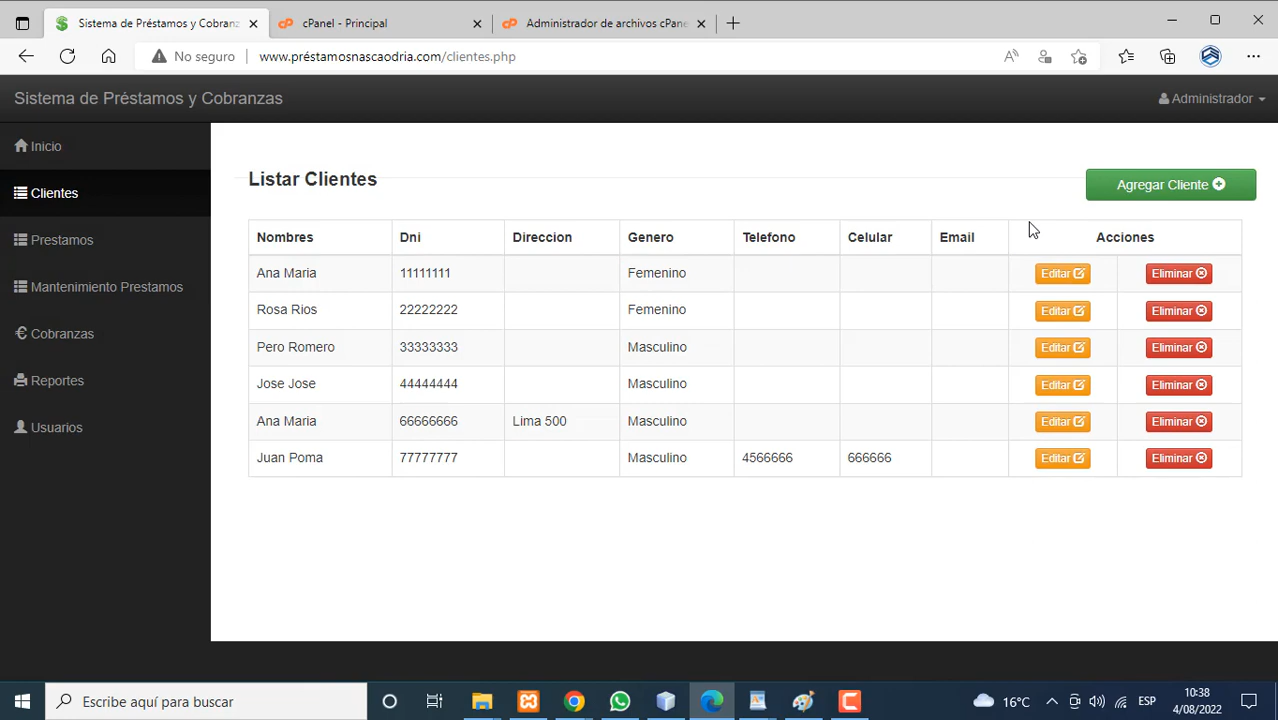 Sistema de Préstamos y Cobranz
cPanel - Principal
Administrador de archivos cPane
No seguro
www.préstamosnascaodria.com/clientes.php
Sistema de Préstamos y Cobranzas
Administrador
Inicio
Clientes
Prestamos
Mantenimiento Prestamos
Cobranzas
Reportes
Usuarios
Listar Clientes
Agregar Cliente
Nombres Dni Direccion Genero Telefono Celular Email Acciones
Ana Maria 11111111 Femenino Editar Eliminar
Rosa Rios 22222222 Femenino Editar Eliminar
Pero Romero 33333333 Masculino Editar Eliminar
Jose Jose 44444444 Masculino Editar Eliminar
Ana Maria 66666666 Lima 500 Masculino Editar Eliminar
Juan Poma 77777777 Masculino 4566666 666666 Editar Eliminar
Escribe aquí para buscar
16°C
ESP
10:38
4/08/2022